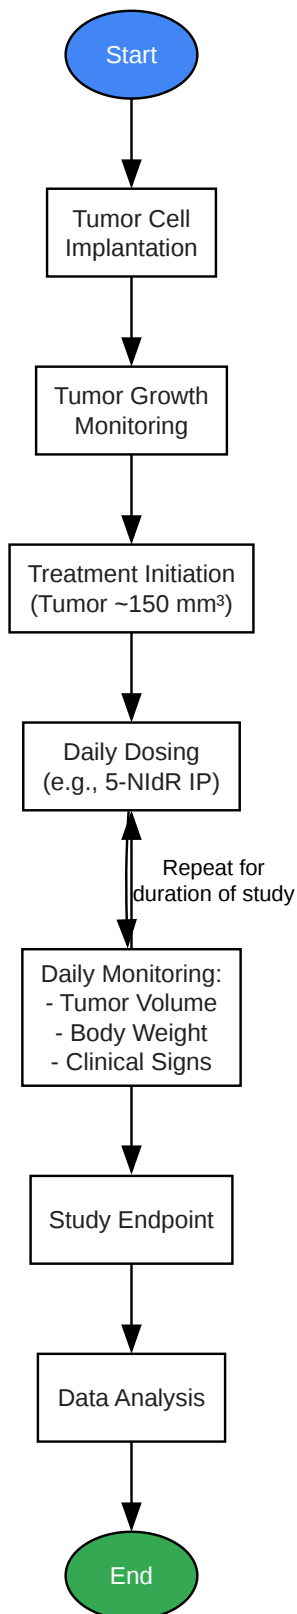 Start
Tumor Cell
Implantation
Tumor Growth
Monitoring
Treatment Initiation
(Tumor ~150 mm³)
Daily Dosing
(e.g., 5-NIdR IP)
Repeat for
duration of study
Daily Monitoring:
- Tumor Volume
- Body Weight
- Clinical Signs
Study Endpoint
Data Analysis
End